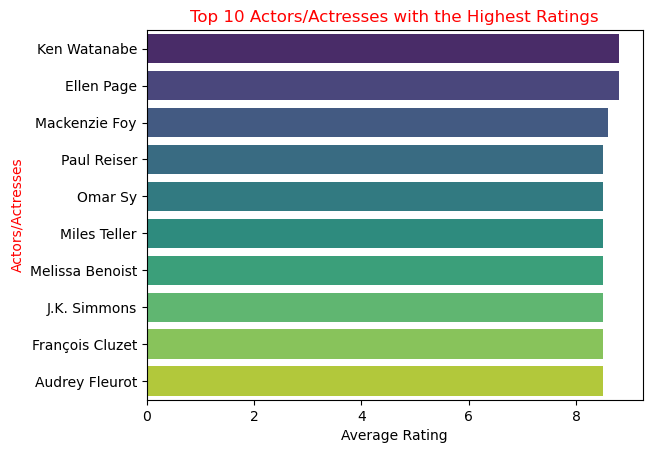 Top 10 Actors/Actresses with the Highest Ratings
Actors/Actresses
Ken Watanabe
Ellen Page
Mackenzie Foy
Paul Reiser
Omar Sy
Miles Teller
Melissa Benoist
J.K. Simmons
François Cluzet
Audrey Fleurot
0 2 4 6 8
Average Rating